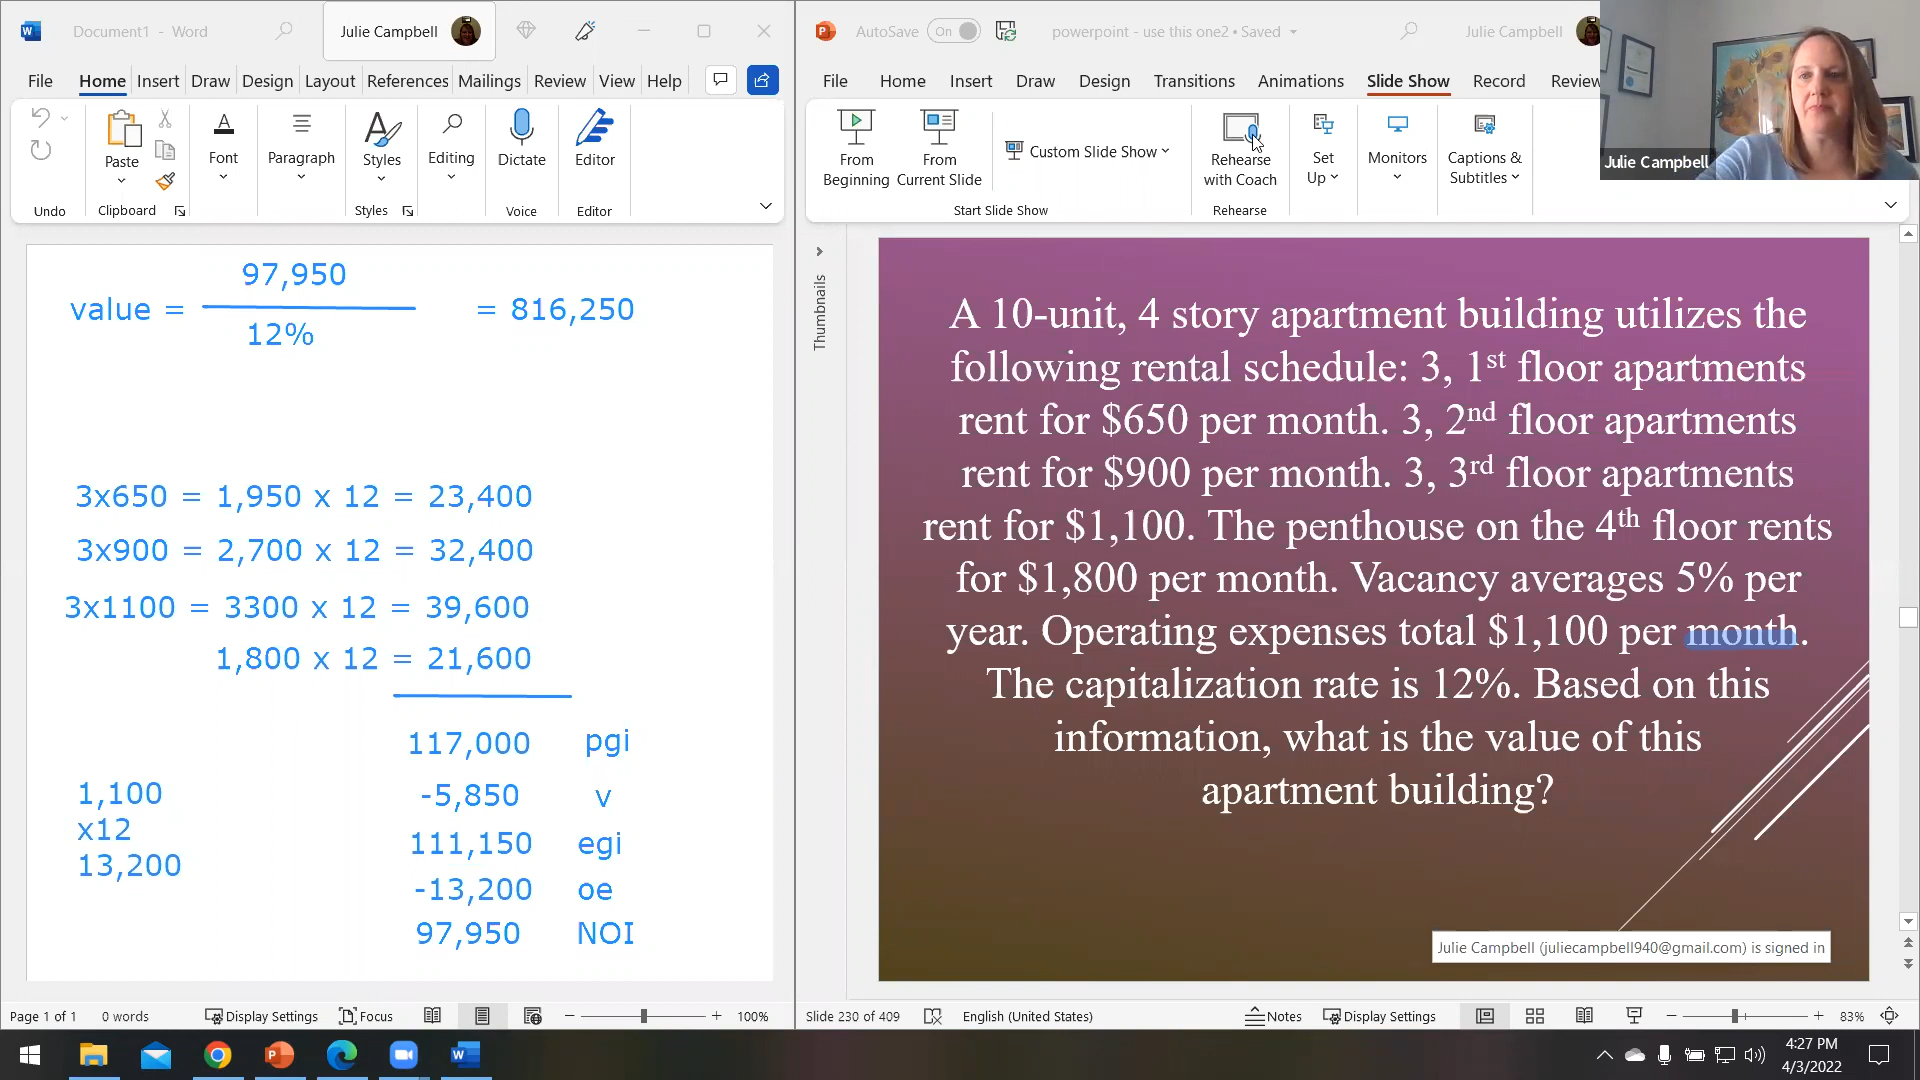 Document1 - Word
Julie Campbell
File Home Insert Draw Design Layout References Mailings Review View Help
Paste
Font
Paragraph
Styles
Editing
Dictate
Editor
Undo
Clipboard
Styles
Voice
Editor
value = 97,950
12%
= 816,250
3x650 = 1,950 x 12 = 23,400
3x900 = 2,700 x 12 = 32,400
3x1100 = 3300 x 12 = 39,600
1,800 x 12 = 21,600
117,000 pgi
-5,850 v
111,150 egi
-13,200 oe
97,950 NOI
1,100
x12
13,200
Page 1 of 1 0 words Display Settings Focus 100%
AutoSave On powerpoint - use this one2 • Saved Julie Campbell
File Home Insert Draw Design Transitions Animations Slide Show Record Review
From Beginning
From Current Slide
Custom Slide Show
Rehearse with Coach
Set Up
Monitors
Captions & Subtitles
Start Slide Show
Rehearse
Julie Campbell
Thumbnails
A 10-unit, 4 story apartment building utilizes the
following rental schedule: 3, 1st floor apartments
rent for $650 per month. 3, 2nd floor apartments
rent for $900 per month. 3, 3rd floor apartments
rent for $1,100. The penthouse on the 4th floor rents
for $1,800 per month. Vacancy averages 5% per
year. Operating expenses total $1,100 per month.
The capitalization rate is 12%. Based on this
information, what is the value of this
apartment building?
Julie Campbell (juliecampbell940@gmail.com) is signed in
Slide 230 of 409 English (United States) Notes Display Settings 83%
4:27 PM
4/3/2022